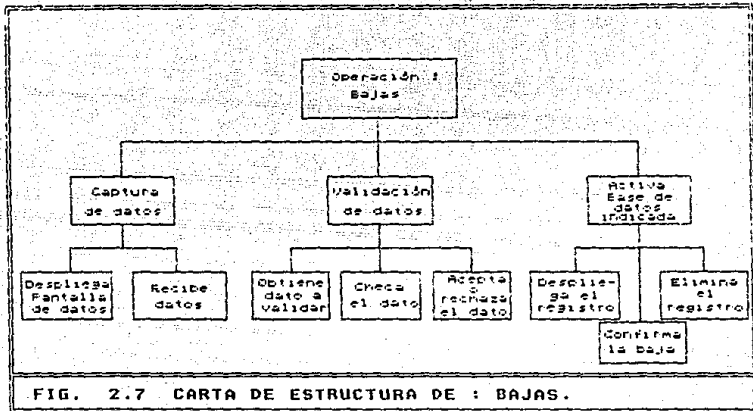 Operación :
Bajas
Captura
de datos
Validación
de datos
Activa
Base de
datos
indicada
Despliega
Pantalla
de datos
Recibe
datos
Obtiene
dato a
validar
Checa
el dato
Acepta
o
rechaza
el dato
Desplie-
ga el
registro
Confirma
la baja
Elimina
el
registro
FIG. 2.7 CARTA DE ESTRUCTURA DE : BAJAS.